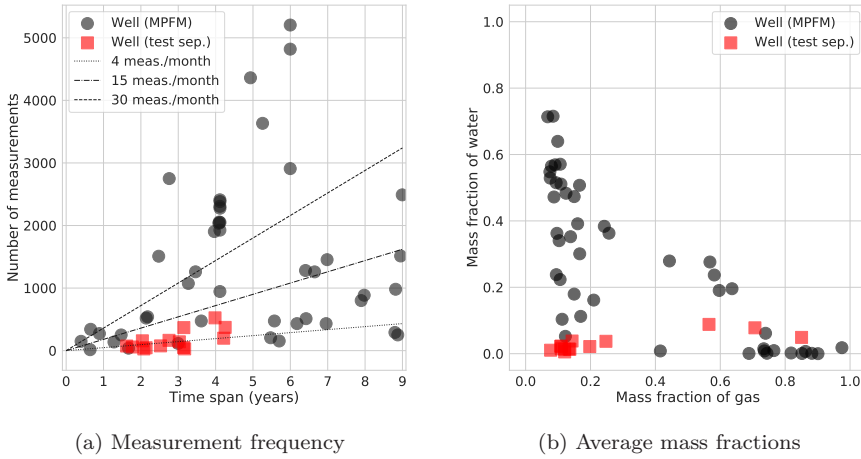 Well (MPFM)
Well (test sep.)
4 meas./month
15 meas./month
30 meas./month
5000
4000
3000
2000
1000
0
Number of measurements
0 1 2 3 4 5 6 7 8 9
Time span (years)
(a) Measurement frequency
Well (MPFM)
Well (test sep.)
1.0
0.8
0.6
0.4
0.2
0.0
Mass fraction of water
0.0 0.2 0.4 0.6 0.8 1.0
Mass fraction of gas
(b) Average mass fractions